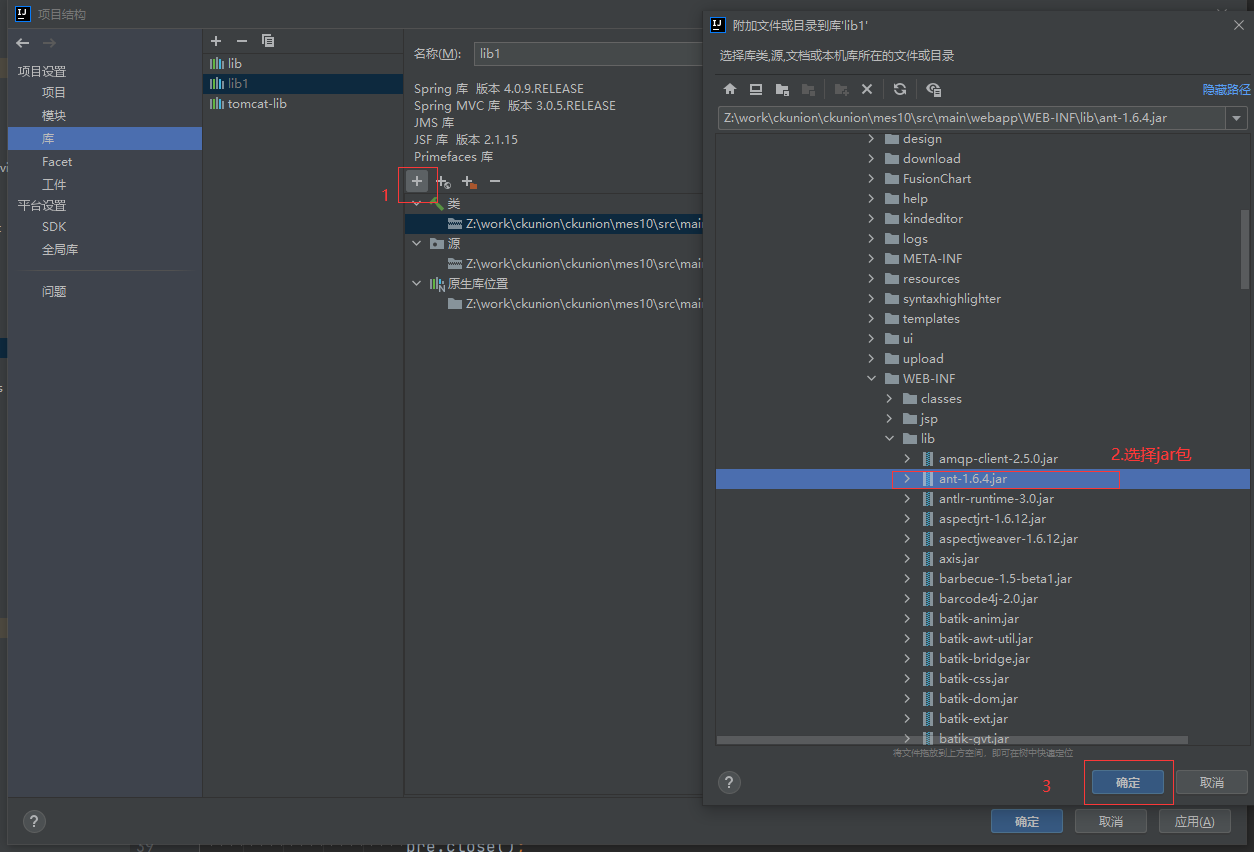 项目结构
项目设置
项目
模块
库
Facet
工件
平台设置
SDK
全局库
问题
lib
lib1
tomcat-lib
名称(M):
lib1
Spring 库 版本 4.0.9.RELEASE
Spring MVC 库 版本 3.0.5.RELEASE
JMS 库
JSF 库 版本 2.1.15
Primefaces 库
1
类
Z:\work\ckunion\ckunion\mes10\src\mai
源
Z:\work\ckunion\ckunion\mes10\src\mai
原生库位置
Z:\work\ckunion\ckunion\mes10\src\mai
附加文件或目录到库'lib1'
选择库类,源,文档或本机库所在的文件或目录
隐藏路径
Z:\work\ckunion\ckunion\mes10\src\main\webapp\WEB-INF\lib\ant-1.6.4.jar
design
download
FusionChart
help
kindeditor
logs
META-INF
resources
syntaxhighlighter
templates
ui
upload
WEB-INF
classes
jsp
lib
amqp-client-2.5.0.jar
2.选择jar包
ant-1.6.4.jar
antlr-runtime-3.0.jar
aspectjrt-1.6.12.jar
aspectjweaver-1.6.12.jar
axis.jar
barbecue-1.5-beta1.jar
barcode4j-2.0.jar
batik-anim.jar
batik-awt-util.jar
batik-bridge.jar
batik-css.jar
batik-dom.jar
batik-ext.jar
batik-gvt.jar
将文件拖放到上方空间，即可在树中快速定位
?
3
确定
取消
?
确定
取消
应用(A)
39
pre.close();